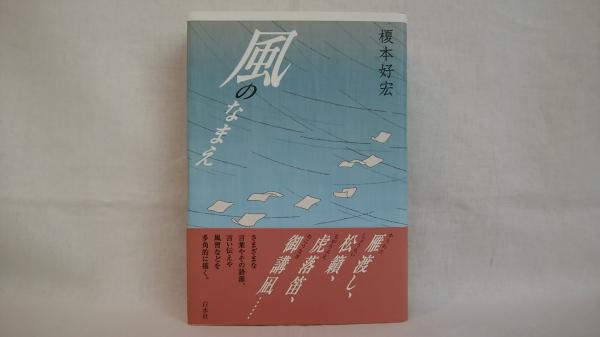 榎本好宏
風のなまえ
雁渡し、
松籟、
虎落笛、
御講凪……
さまざまな
言葉やその語源、
言い伝えや
風習などを
多角的に描く。
白水社